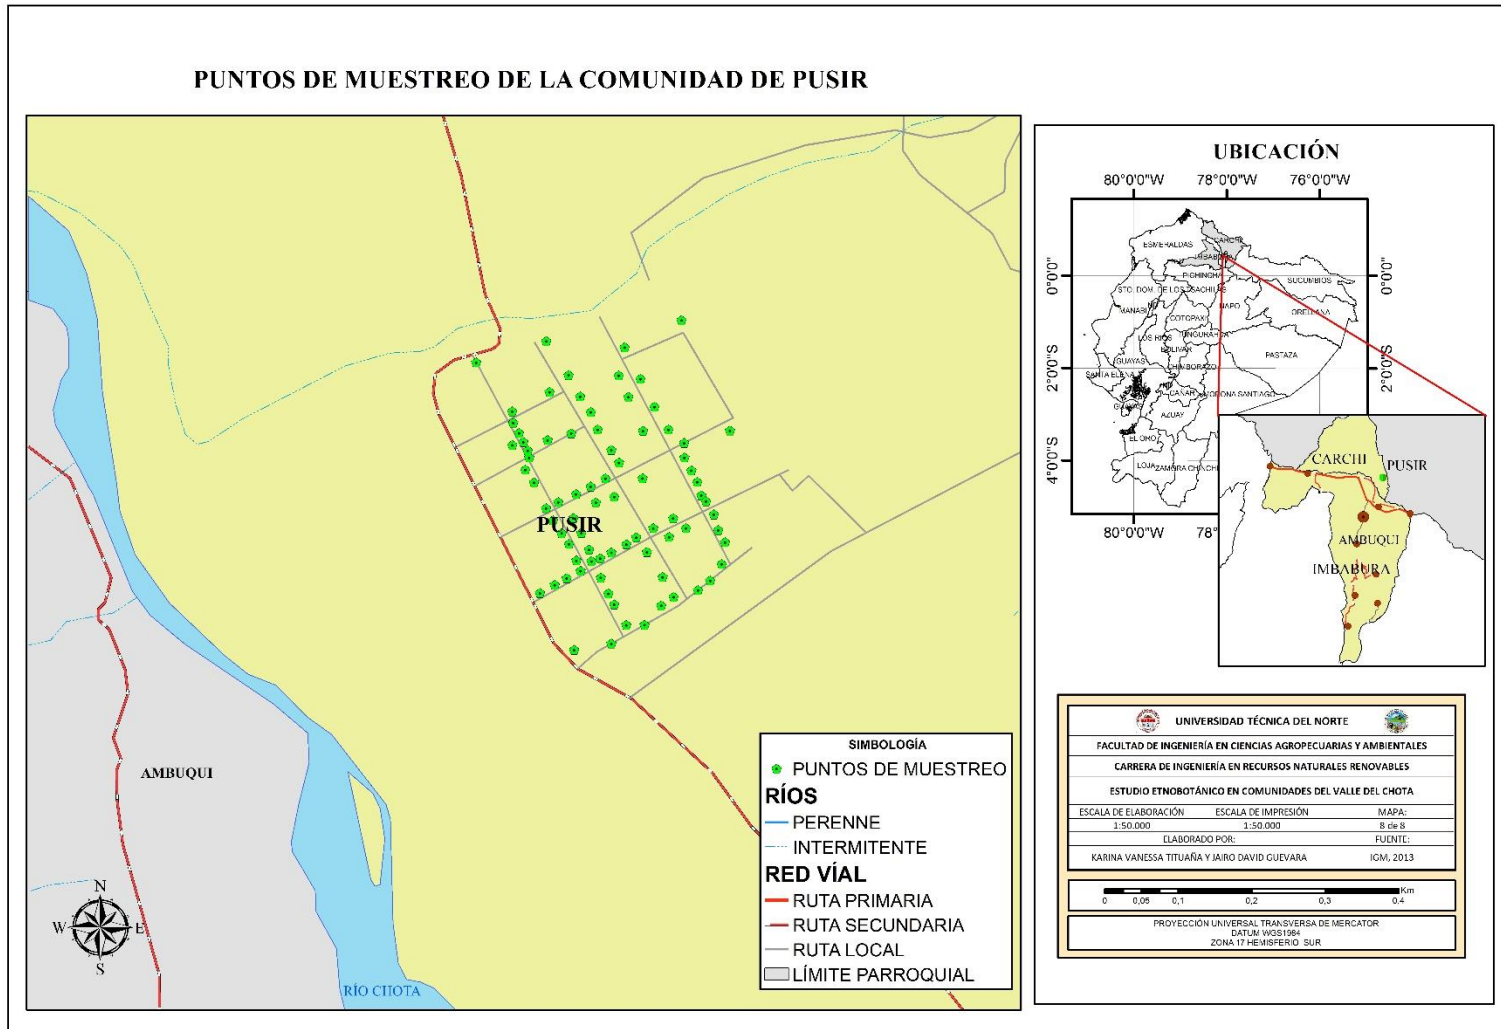 PUNTOS DE MUESTREO DE LA COMUNIDAD DE PUSIR
PUSIR
AMBUQUI
RÍO CHOTA
N
W
E
S
SIMBOLOGÍA
PUNTOS DE MUESTREO
RÍOS
PERENNE
INTERMITENTE
RED VÍAL
RUTA PRIMARIA
RUTA SECUNDARIA
RUTA LOCAL
LÍMITE PARROQUIAL
UBICACIÓN
80°0'0"W 78°0'0"W 76°0'0"W
0°0'0"
2°0'0"S
4°0'0"S
0°0'0"
2°0'0"S
80°0'0"W
ESMERALDAS
CARCHI
PICHINCHA
SUCUMBIOS
MANABI
NAPO
ORELLANA
COTOPAXI
LOS RIOS
BOLIVAR
PASTAZA
GUAYAS
CHIMBORAZO
SANTA ELENA
CAÑAR
MORONA SANTIAGO
AZUAY
EL ORO
LOJA
CARCHI
PUSIR
AMBUQUI
IMBABURA
UNIVERSIDAD TÉCNICA DEL NORTE
FACULTAD DE INGENIERÍA EN CIENCIAS AGROPECUARIAS Y AMBIENTALES
CARRERA DE INGENIERÍA EN RECURSOS NATURALES RENOVABLES
ESTUDIO ETNOBOTÁNICO EN COMUNIDADES DEL VALLE DEL CHOTA
ESCALA DE ELABORACIÓN ESCALA DE IMPRESIÓN MAPA:
1:50.000 1:50.000 8 de 8
ELABORADO POR: FUENTE:
KARINA VANESSA TITUAÑA Y JAIRO DAVID GUEVARA IGM, 2013
Km
0 0,05 0,1 0,2 0,3 0,4
PROYECCIÓN UNIVERSAL TRANSVERSA DE MERCATOR
DATUM WGS1984
ZONA 17 HEMISFERIO SUR